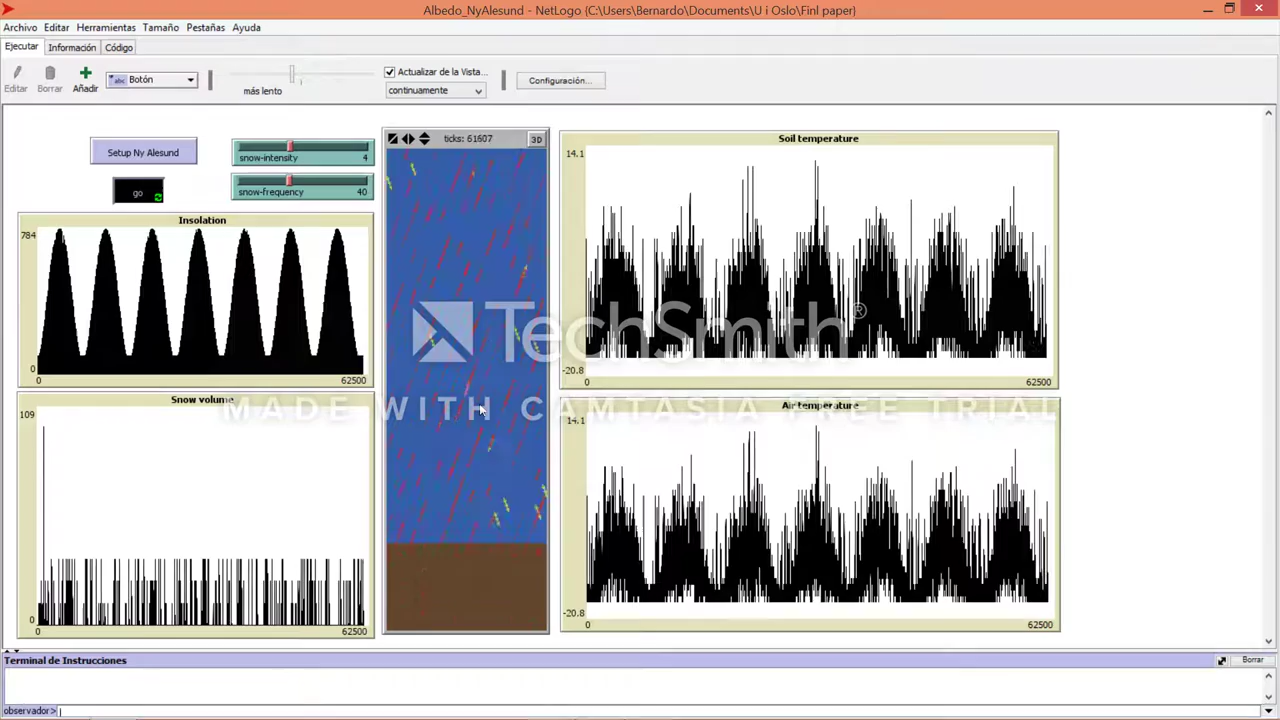 Albedo_NyAlesund - NetLogo {C:\Users\Bernardo\Documents\U i Oslo\Finl paper}
Archivo Editar Herramientas Tamaño Pestañas Ayuda
Ejecutar Información Código
Editar Borrar Añadir
abc Botón
más lento
Actualizar de la Vista...
continuamente
Configuración...
Setup Ny Alesund
go
snow-intensity 4
snow-frequency 40
ticks: 61607
3D
Insolation
784
0
0 62500
Snow volume
109
0
0 62500
Soil temperature
14.1
-20.8
0 62500
Air temperature
14.1
-20.8
0 62500
TechSmith®
MADE WITH CAMTASIA FREE TRIAL
Terminal de Instrucciones
Borrar
observador>